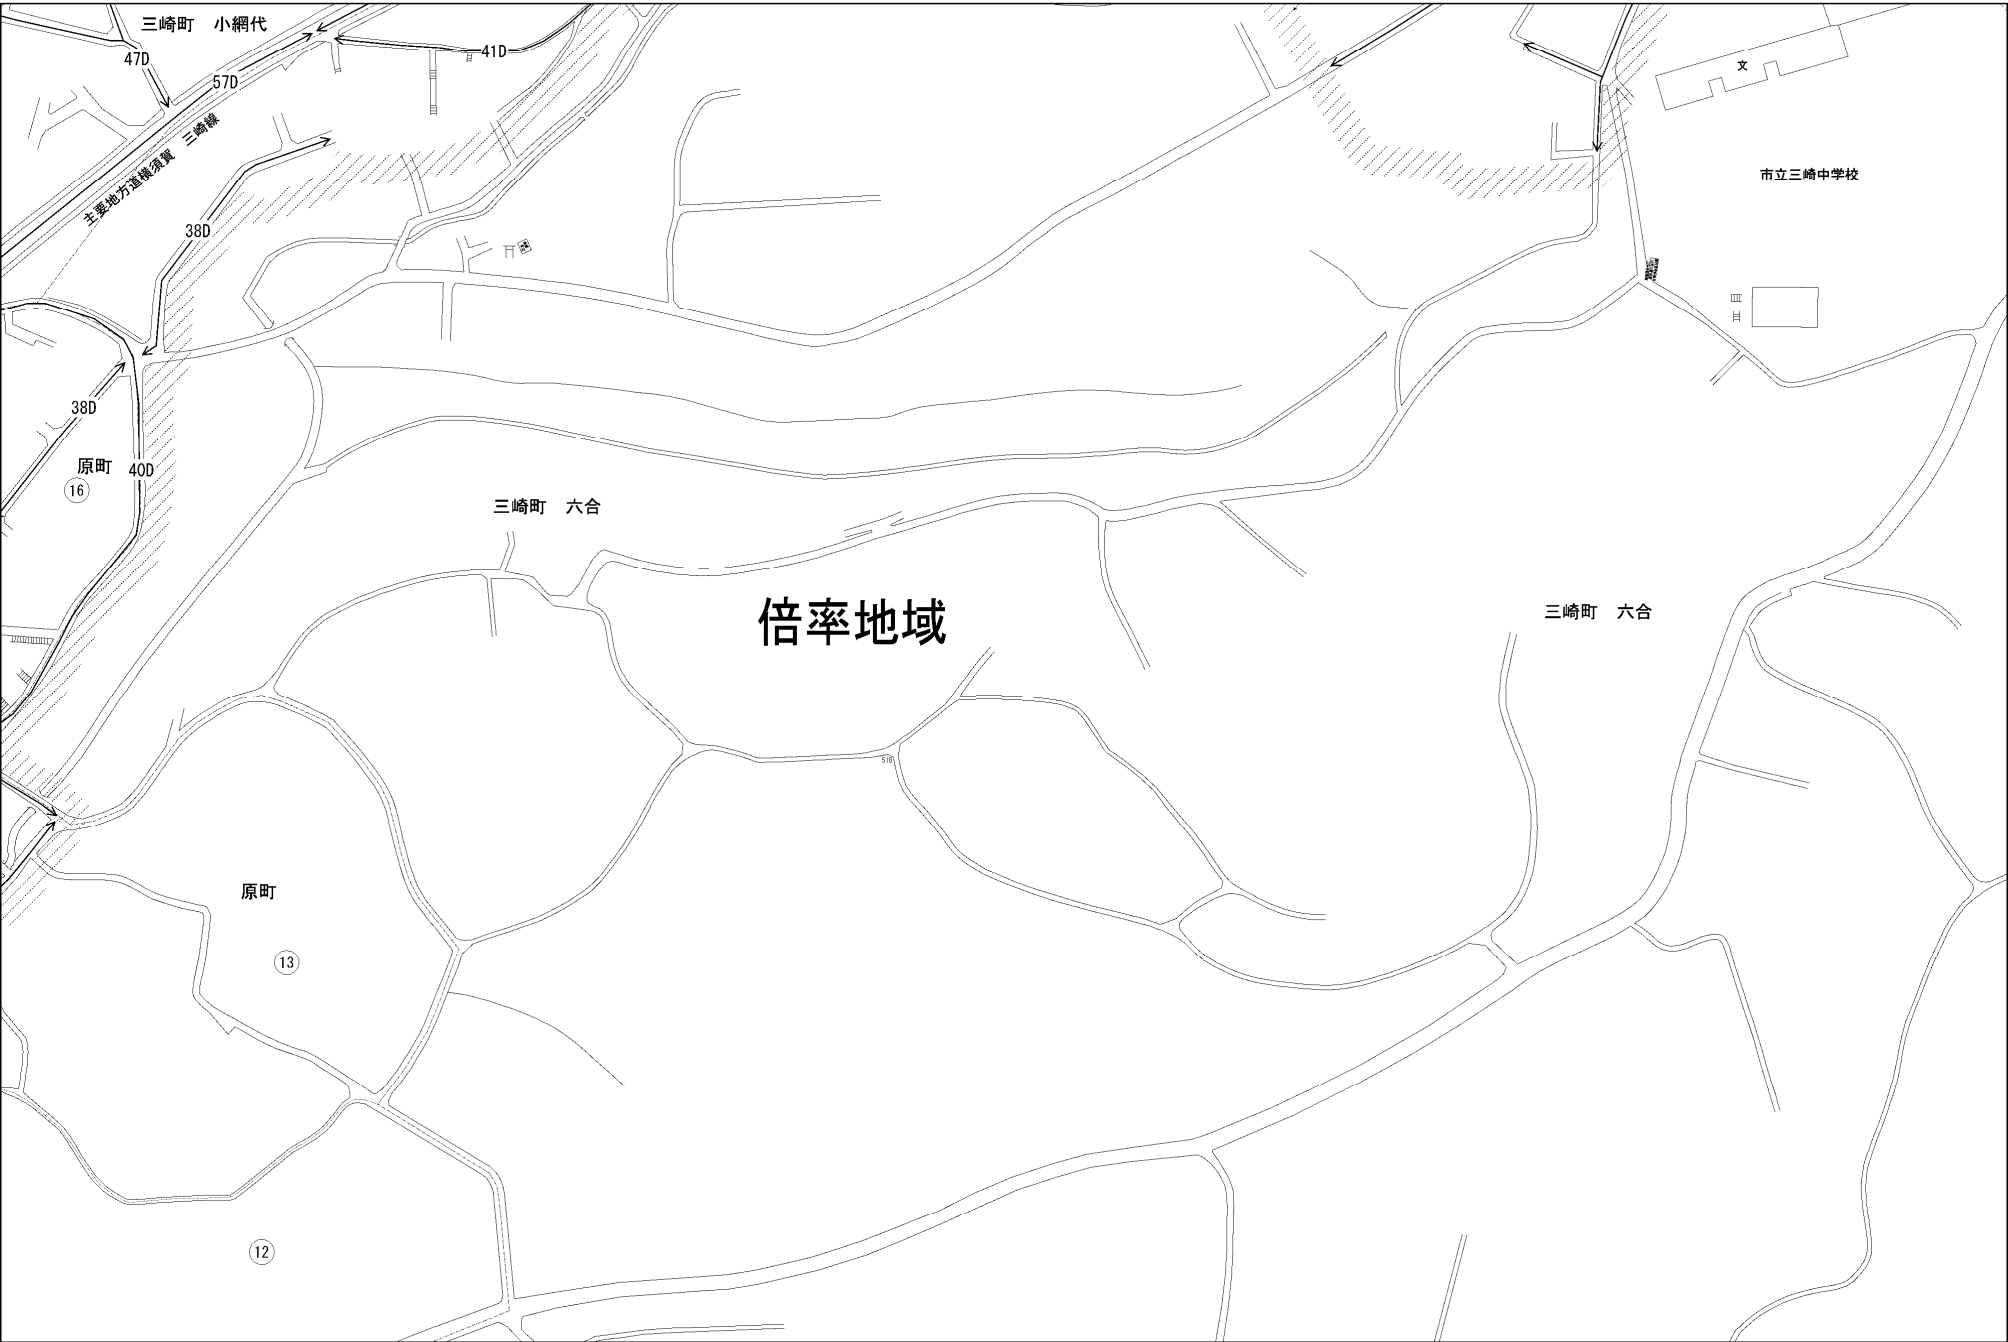 三崎町　小網代
41D
47D
57D
文
主要地方道横須賀　三崎線
市立三崎中学校
38D
38D
原町
40D
16
三崎町　六合
倍率地域
三崎町　六合
516
原町
13
12